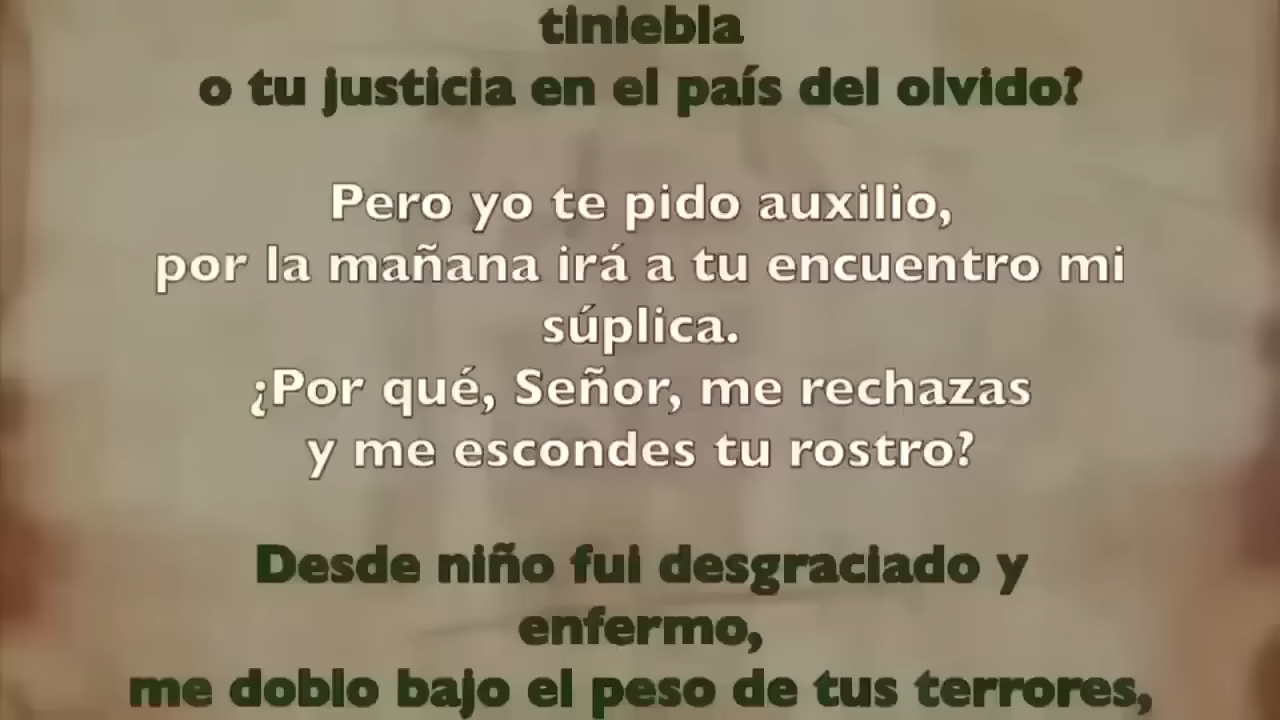 tiniebla
o tu justicia en el país del olvido?
Pero yo te pido auxilio,
por la mañana irá a tu encuentro mi
súplica.
¿Por qué, Señor, me rechazas
y me escondes tu rostro?
Desde niño fui desgraciado y
enfermo,
me doblo bajo el peso de tus terrores,